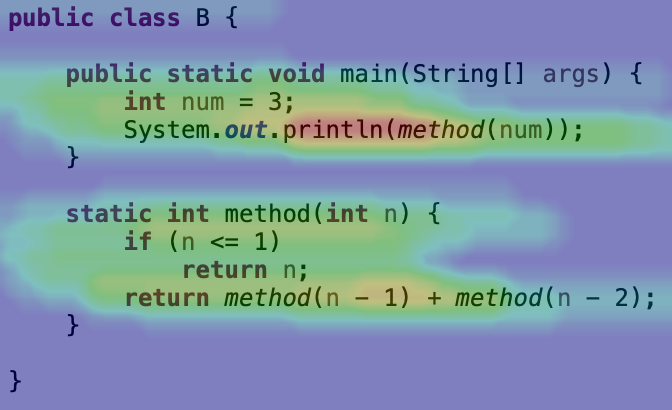 public class B {
    public static void main(String[] args) {
        int num = 3;
        System.out.println(method(num));
    }
    static int method(int n) {
        if (n <= 1)
            return n;
        return method(n - 1) + method(n - 2);
    }
}